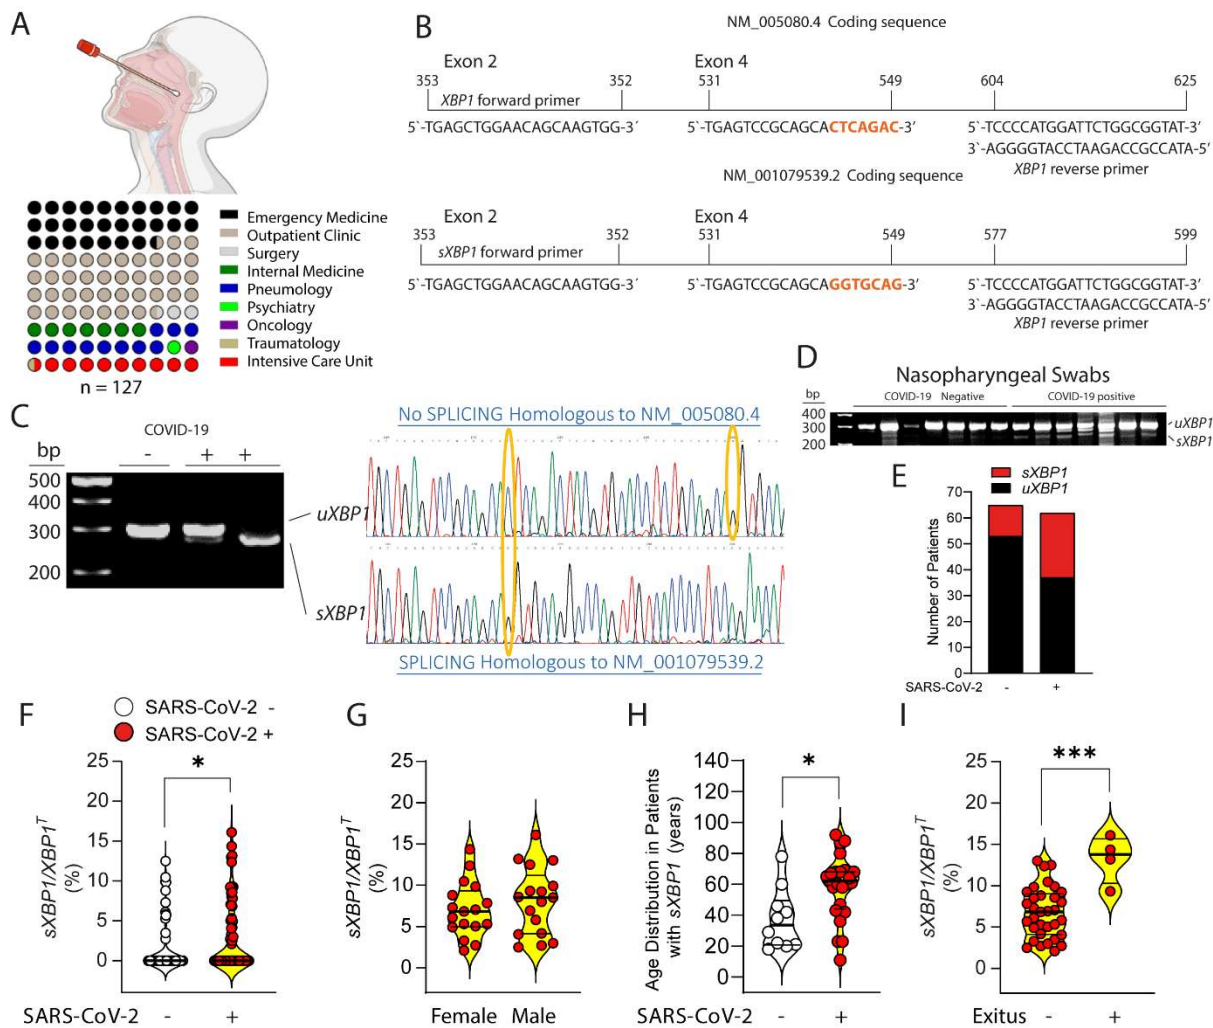 A
Emergency Medicine
Outpatient Clinic
Surgery
Internal Medicine
Pneumology
Psychiatry
Oncology
Traumatology
Intensive Care Unit
n = 127
B
NM_005080.4 Coding sequence
Exon 2
Exon 4
353
352
531
549
604
625
XBP1 forward primer
5`-TGAGCTGGAACAGCAAGTGG-3´
5`-TGAGTCCGCAGCACTCAGAC-3’
5`-TCCCCATGGATTCTGGCGGTAT-3’
3`-AGGGGTACCTAAGACCGCCATA-5’
XBP1 reverse primer
NM_001079539.2 Coding sequence
Exon 2
Exon 4
353
352
531
549
577
599
sXBP1 forward primer
5`-TGAGCTGGAACAGCAAGTGG-3´
5`-TGAGTCCGCAGCAGGTGCAG-3’
5`-TCCCCATGGATTCTGGCGGTAT-3’
3`-AGGGGTACCTAAGACCGCCATA-5’
XBP1 reverse primer
C
COVID-19
bp
- + +
500
400
300
200
uXBP1
sXBP1
No SPLICING Homologous to NM_005080.4
SPLICING Homologous to NM_001079539.2
D
Nasopharyngeal Swabs
bp
COVID-19 Negative
COVID-19 positive
400
300
200
uXBP1
sXBP1
E
sXBP1
uXBP1
Number of Patients
70
60
50
40
30
20
10
0
SARS-CoV-2 - +
F
SARS-CoV-2 -
SARS-CoV-2 +
sXBP1/XBP1T
(%)
25
20
15
10
5
0
*
SARS-CoV-2 - +
G
sXBP1/XBP1T
(%)
25
20
15
10
5
0
Female Male
H
Age Distribution in Patients
with sXBP1 (years)
140
120
100
80
60
40
20
0
*
SARS-CoV-2 - +
I
sXBP1/XBP1T
(%)
25
20
15
10
5
0
***
Exitus - +